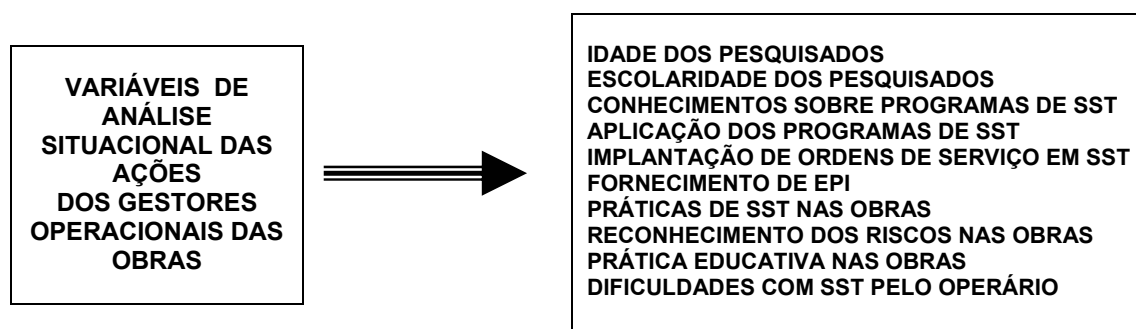 VARIÁVEIS DE
ANÁLISE
SITUACIONAL DAS
AÇÕES
DOS GESTORES
OPERACIONAIS DAS
OBRAS
IDADE DOS PESQUISADOS
ESCOLARIDADE DOS PESQUISADOS
CONHECIMENTOS SOBRE PROGRAMAS DE SST
APLICAÇÃO DOS PROGRAMAS DE SST
IMPLANTAÇÃO DE ORDENS DE SERVIÇO EM SST
FORNECIMENTO DE EPI
PRÁTICAS DE SST NAS OBRAS
RECONHECIMENTO DOS RISCOS NAS OBRAS
PRÁTICA EDUCATIVA NAS OBRAS
DIFICULDADES COM SST PELO OPERÁRIO